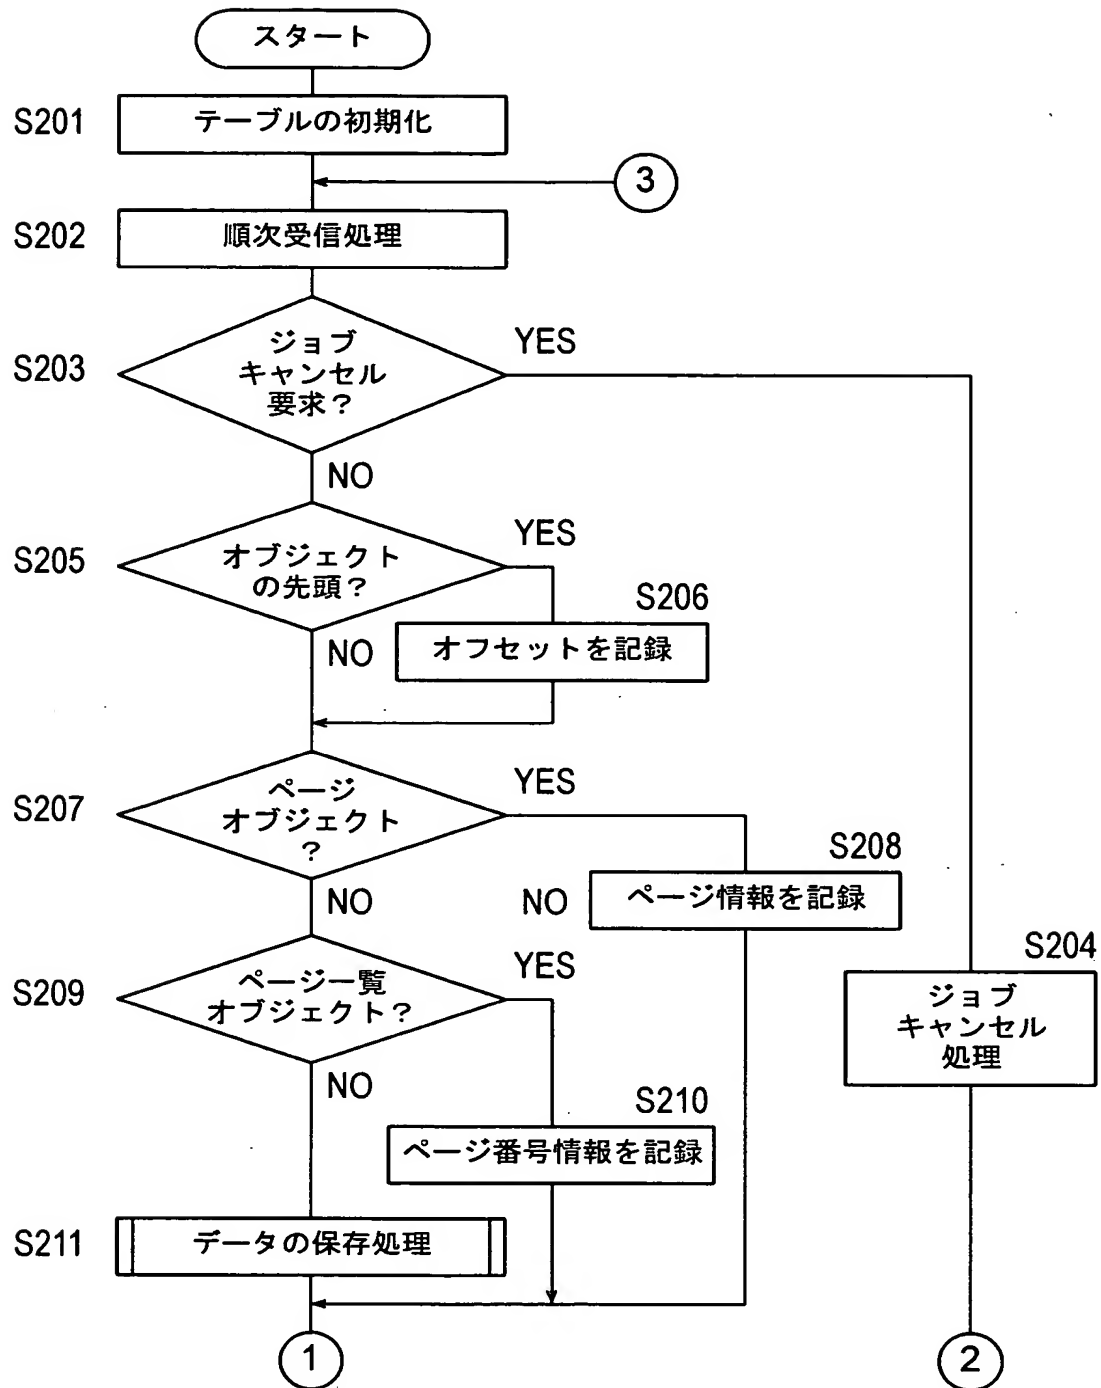 スタート
S201
テーブルの初期化
3
S202
順次受信処理
S203
ジョブ
キャンセル
要求？
YES
NO
S205
オブジェクト
の先頭？
YES
NO
S206
オフセットを記録
S207
ページ
オブジェクト
？
YES
NO
S208
NO
ページ情報を記録
S209
ページ一覧
オブジェクト？
YES
NO
S204
ジョブ
キャンセル
処理
S210
ページ番号情報を記録
S211
データの保存処理
1
2